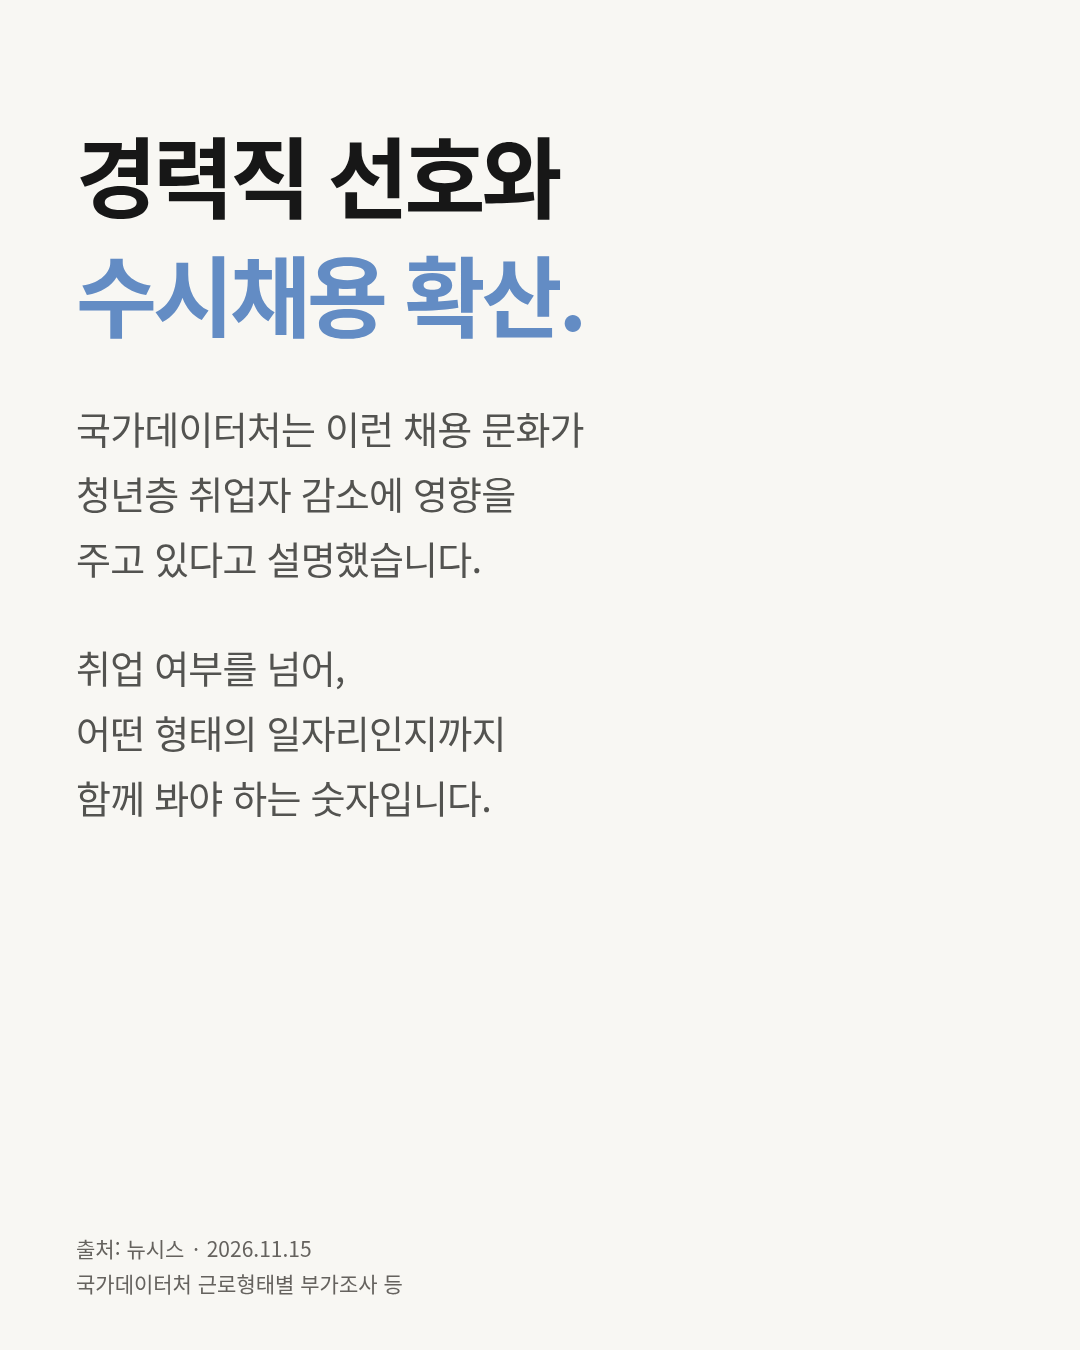 경력직 선호와
수시채용 확산.
국가데이터처는 이런 채용 문화가
청년층 취업자 감소에 영향을
주고 있다고 설명했습니다.
취업 여부를 넘어,
어떤 형태의 일자리인지까지
함께 봐야 하는 숫자입니다.
출처: 뉴시스 · 2026.11.15
국가데이터처 근로형태별 부가조사 등